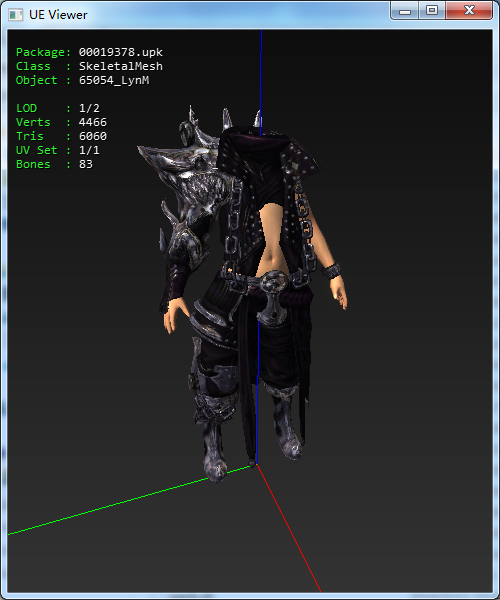 UE Viewer
Package: 00019378.upk
Class : SkeletalMesh
Object : 65054_LynM
LOD : 1/2
Verts : 4466
Tris : 6060
UV Set : 1/1
Bones : 83